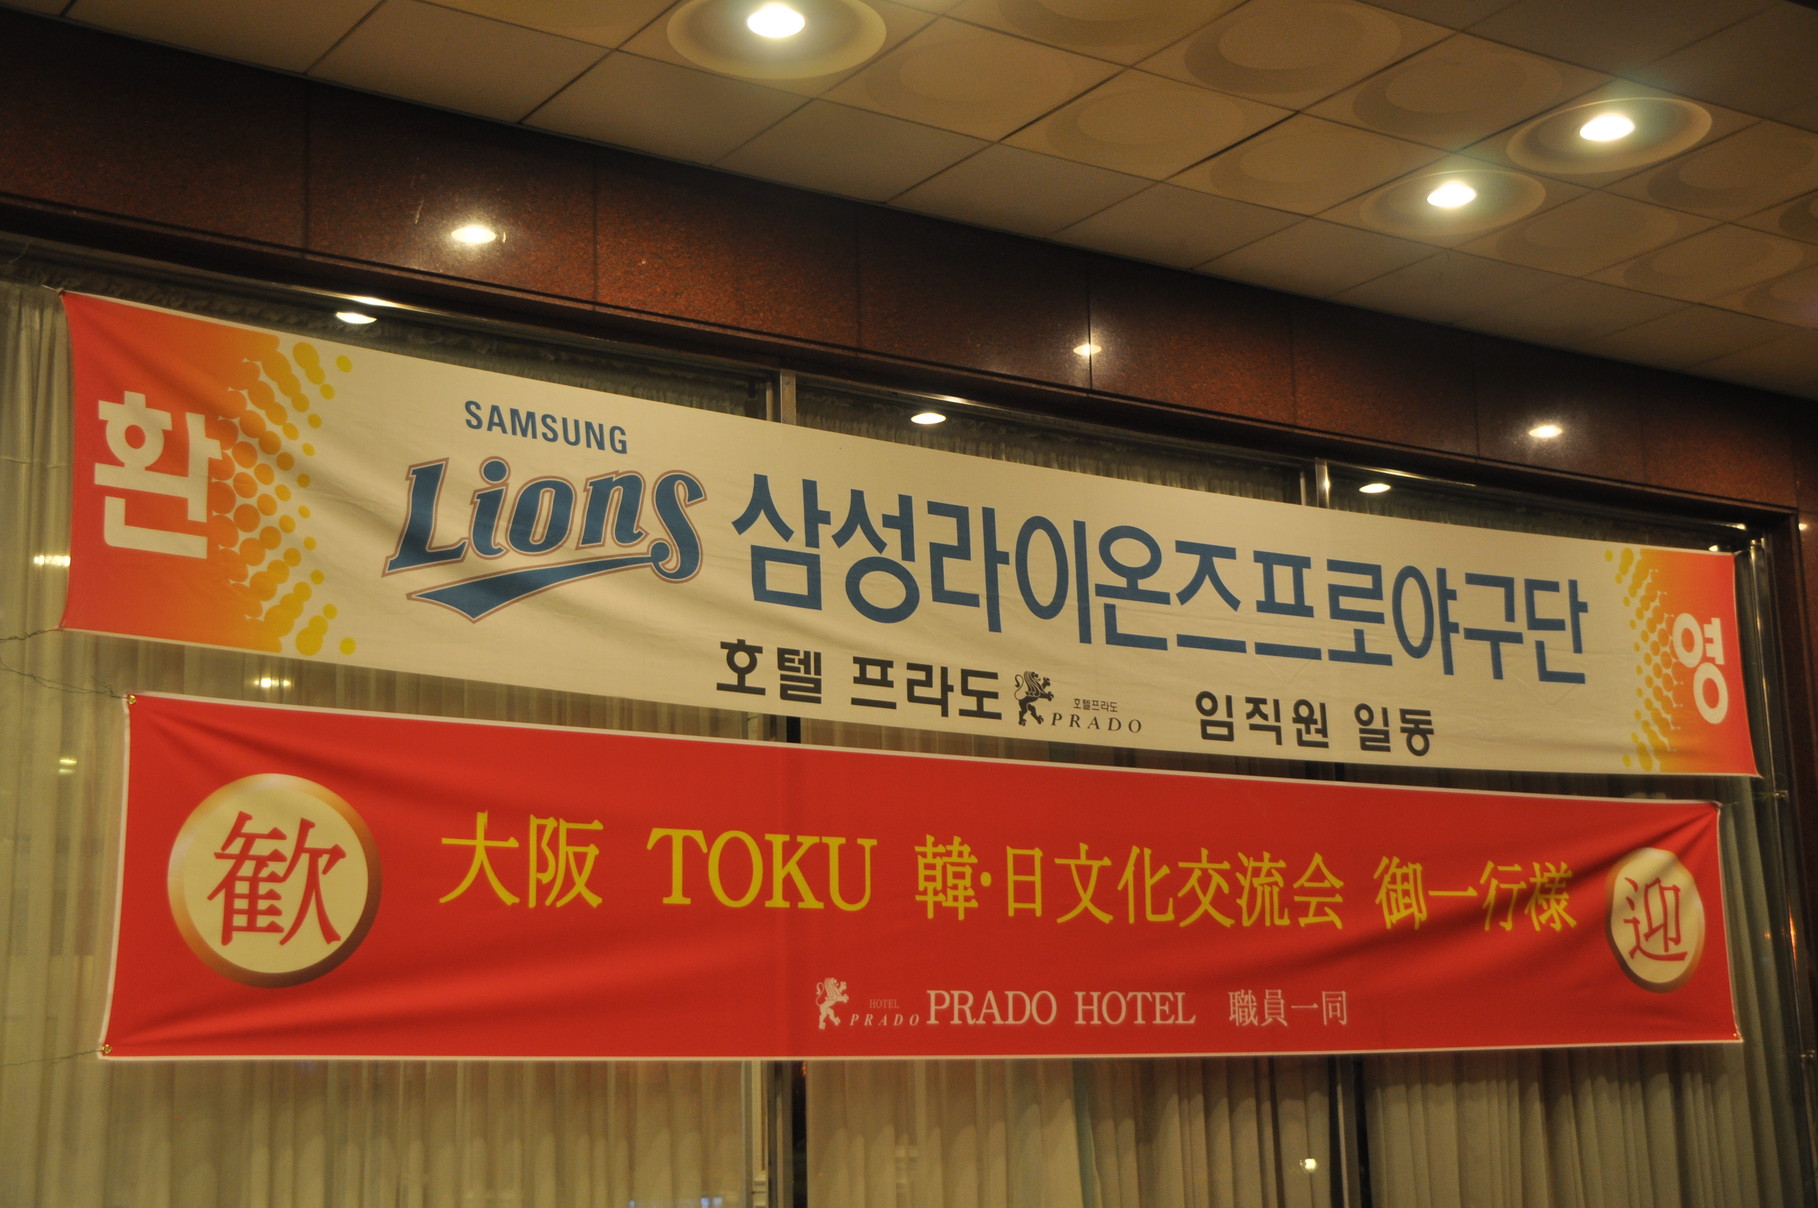 환 영
SAMSUNG
Lions 삼성라이온즈프로야구단
호텔 프라도 호텔프라도 PRADO 임직원 일동
歓 迎
大阪 TOKU 韓·日文化交流会 御一行様
HOTEL PRADO PRADO HOTEL 職員一同